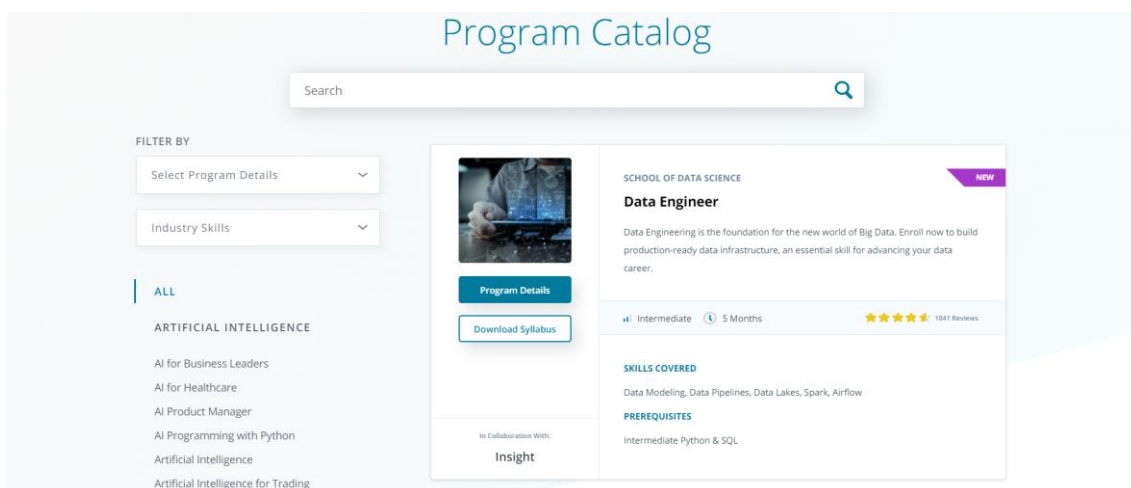 Program Catalog
Search
FILTER BY
Select Program Details
Industry Skills
ALL
ARTIFICIAL INTELLIGENCE
AI for Business Leaders
AI for Healthcare
AI Product Manager
AI Programming with Python
Artificial Intelligence
Artificial Intelligence for Trading
Program Details
Download Syllabus
In Collaboration With:
Insight
SCHOOL OF DATA SCIENCE
NEW
Data Engineer
Data Engineering is the foundation for the new world of Big Data. Enroll now to build
production-ready data infrastructure, an essential skill for advancing your data
career.
Intermediate 5 Months 1041 Reviews
SKILLS COVERED
Data Modeling, Data Pipelines, Data Lakes, Spark, Airflow
PREREQUISITES
Intermediate Python & SQL